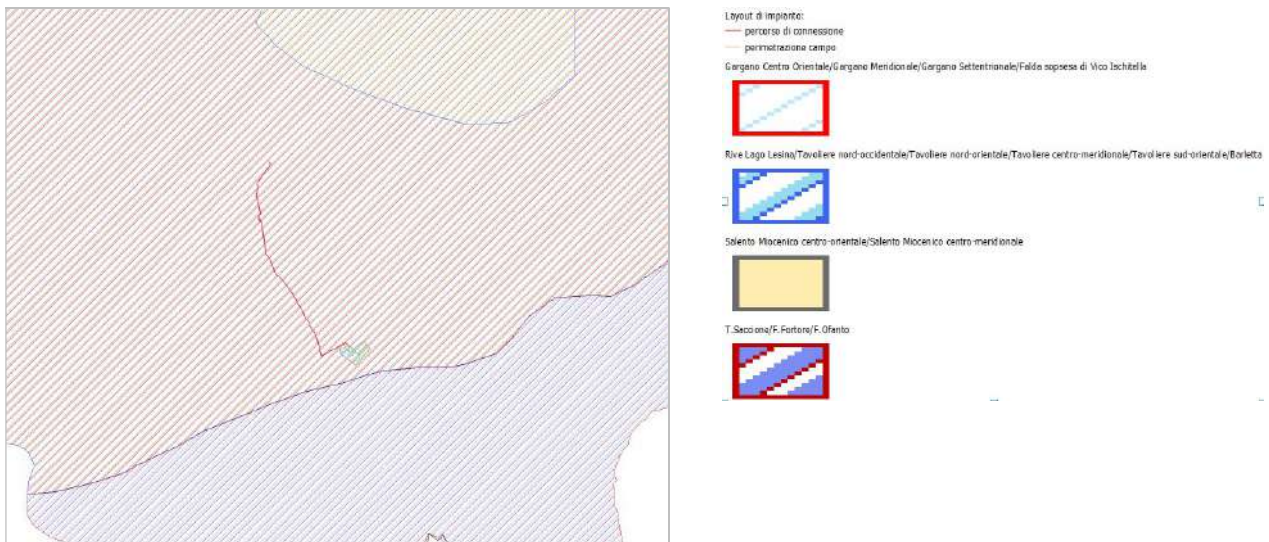 Layout di impianto:
percorso di connessione
perimetrazione campo
Gargano Centro Orientale/Gargano Meridionale/Gargano Settentrionale/Falda sopsesa di Vico Ischitella
Rive Lago Lesina/Tavoliere nord-occidentale/Tavoliere nord-orientale/Tavoliere centro-meridionale/Tavoliere sud-orientale/Barletta
Salento Miocenico centro-orientale/Salento Miocenico centro-meridionale
T.Saccione/F.Fortore/F.Ofanto